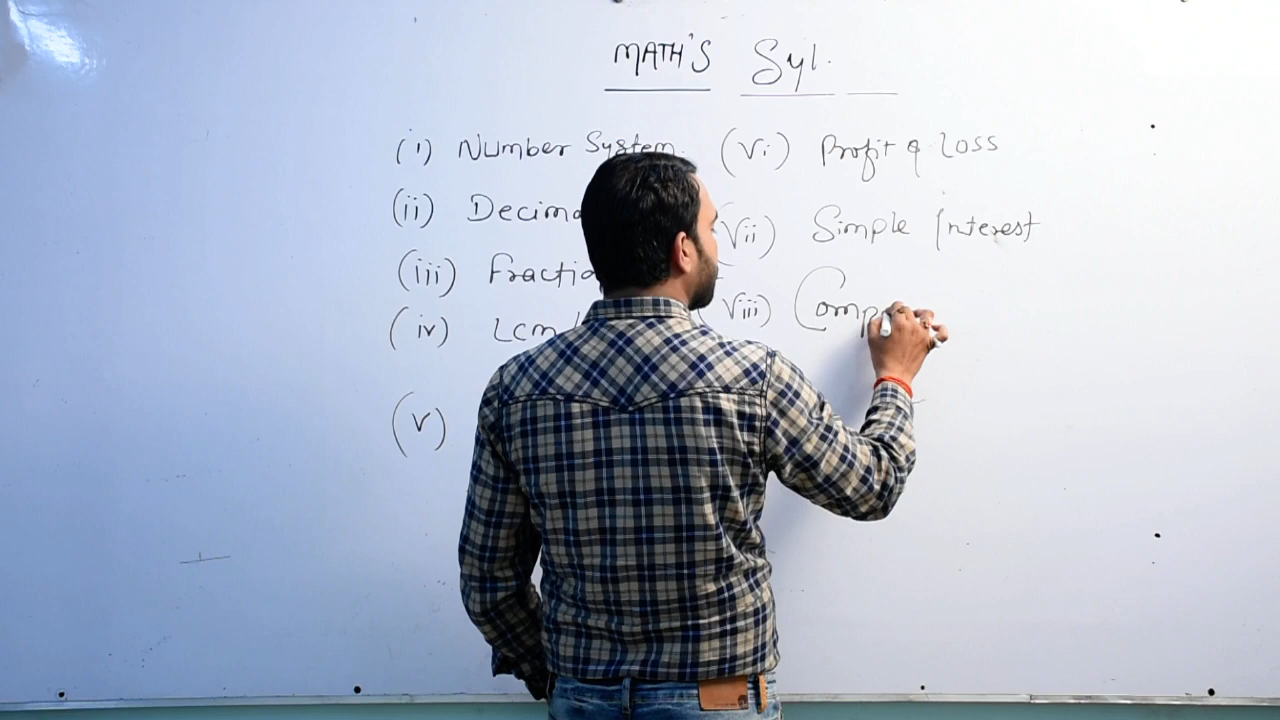 MATH'S Syl.
(i) Number System.
(ii) Decima
(iii) Fractio
(iv) LCM
(v)
(vi) Profit & Loss
(vii) Simple Interest
(viii) Comp